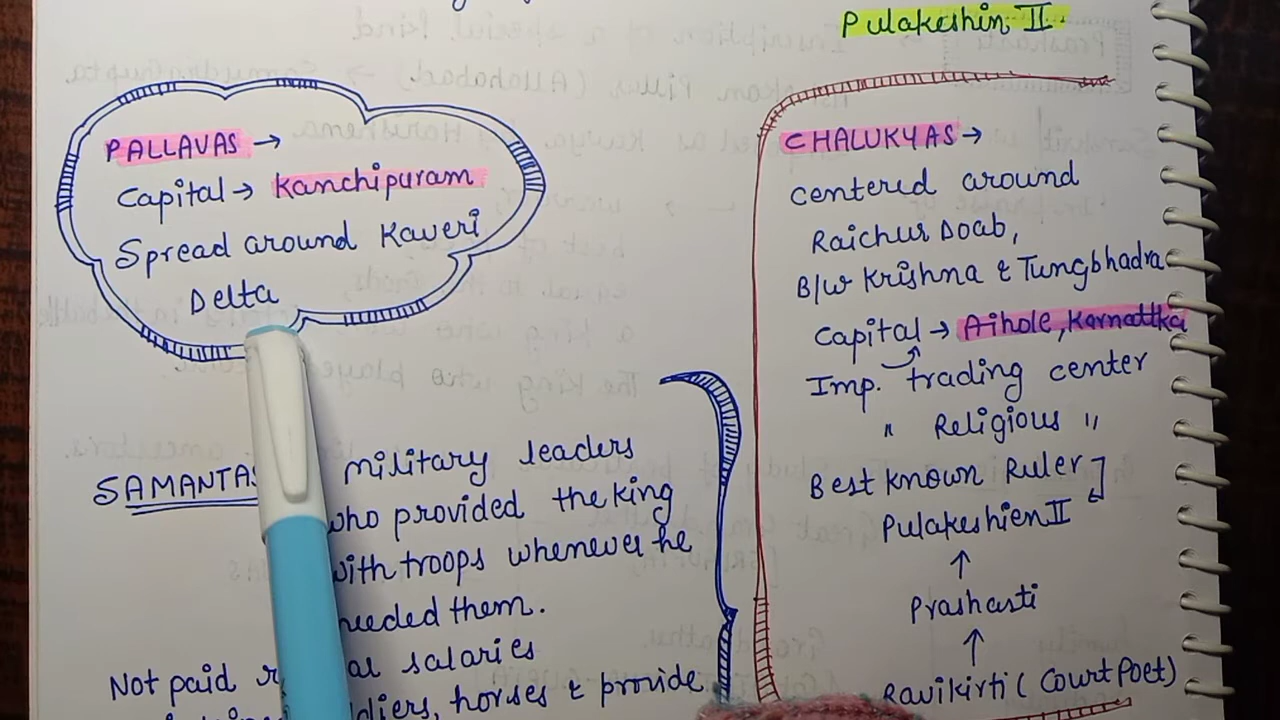 Pulakeshin II.
PALLAVAS →
Capital → Kanchipuram
Spread around Kaveri
Delta
SAMANTAS military leaders
who provided the king
with troops whenever he
needed them.
Not paid salaries
horses & provide
CHALUKYAS →
centered around
Raichur Doab,
B/w Krishna & Tungbhadra
Capital → Aihole, Karnattka
Imp. trading center
" Religious "
Best known Ruler
Pulakeshien II
↑
Prashasti
↑
Ravikirti (Court Poet)